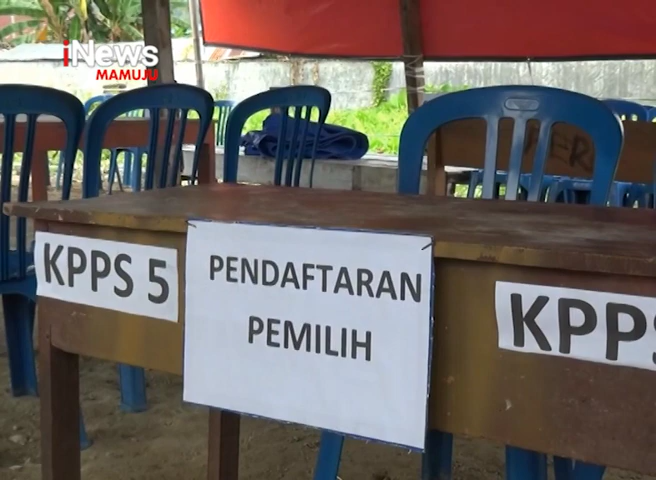 iNews
MAMUJU
KPPS 5
PENDAFTARAN
PEMILIH
KPPS